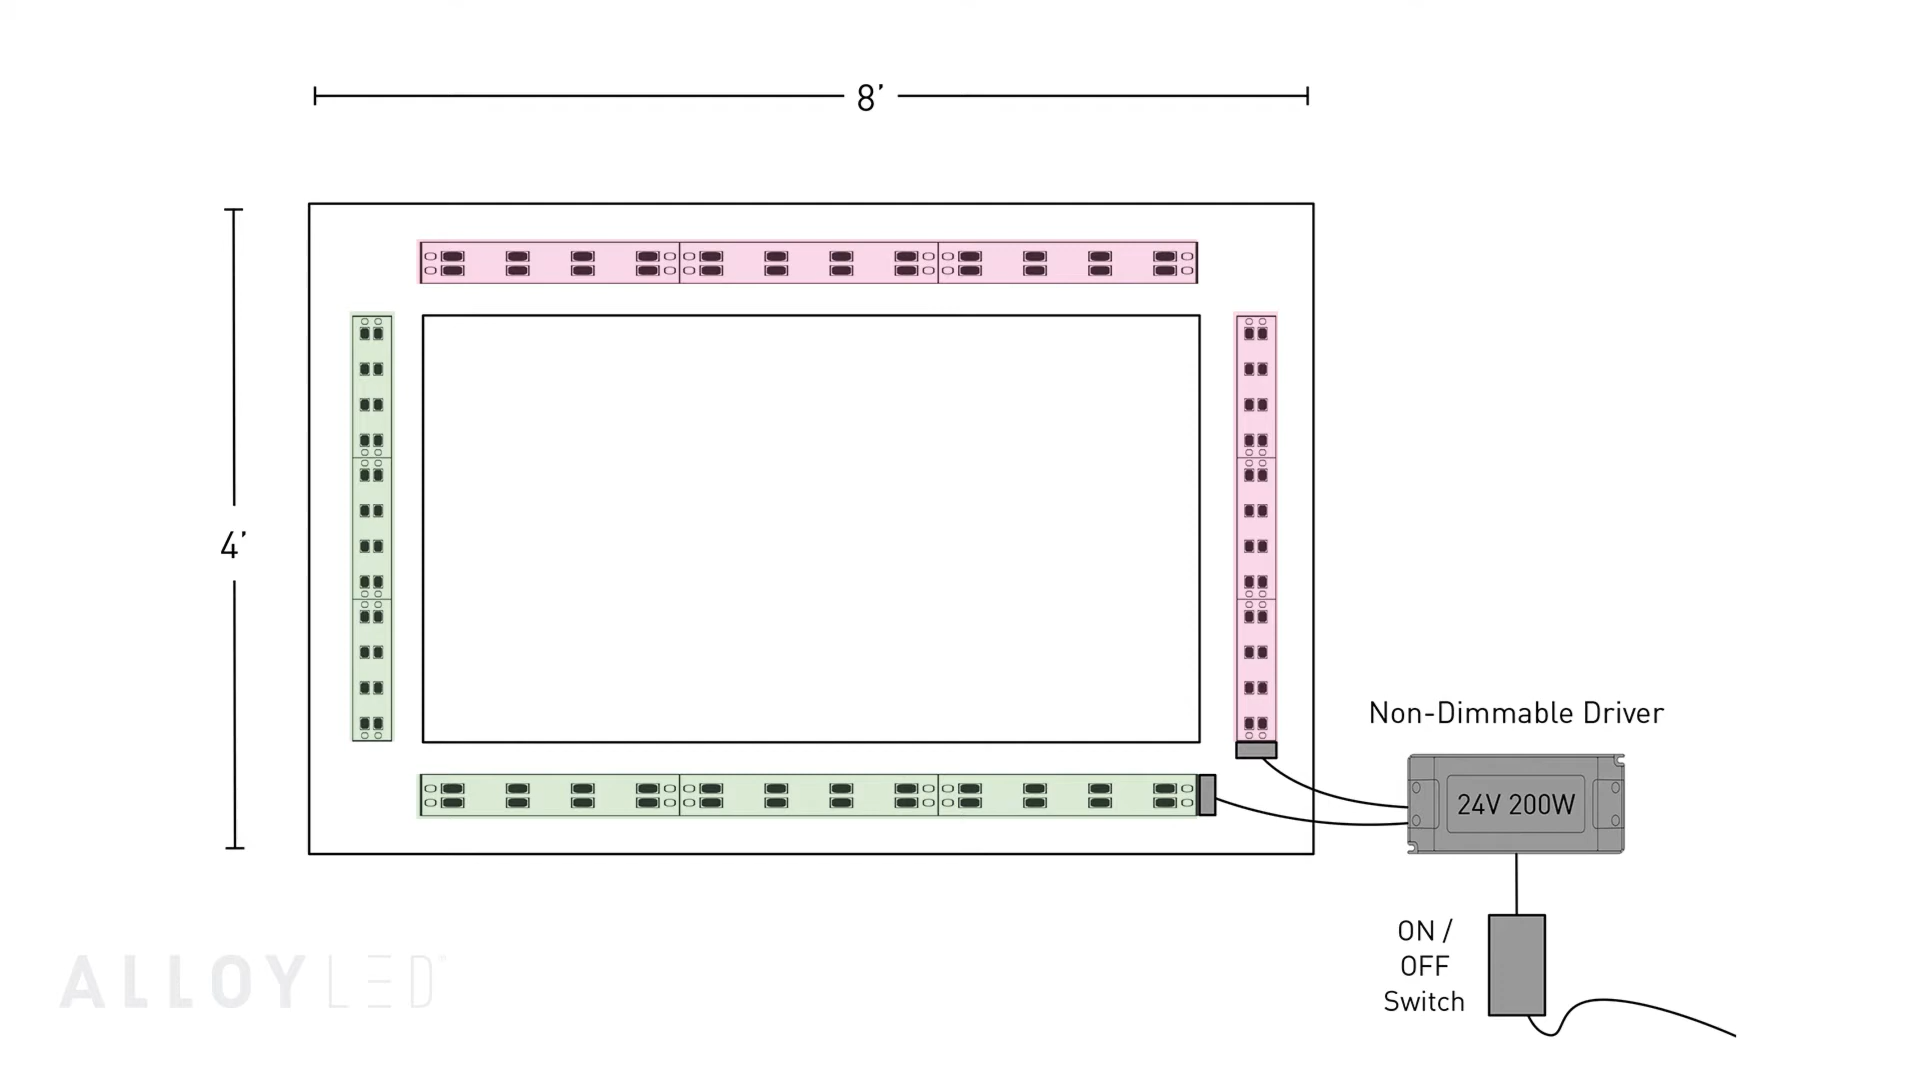 8’
4’
Non-Dimmable Driver
24V 200W
ON /
OFF
Switch
ALLOYLED